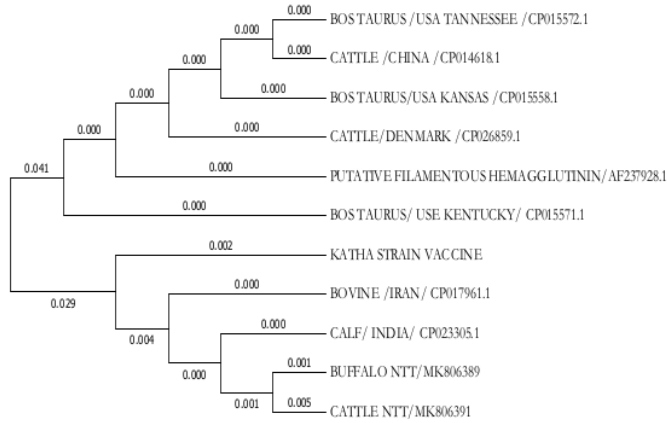 0.000
BOS TAURUS/USA TANNESSEE /CP015572.1
0.000
0.000
CATTLE /CHINA /CP014618.1
0.000
0.000
BOS TAURUS/USA KANSAS /CP015558.1
0.000
0.000
CATTLE/DENMARK /CP026859.1
0.000
0.041
0.000
PUTATIVE FILAMENTOUS HEMAGGLUTININ/AF237928.1
0.000
BOS TAURUS/ USE KENTUCKY/ CP015571.1
0.002
KATHA STRAIN VACCINE
0.029
0.000
BOVINE /IRAN/ CP017961.1
0.004
0.000
CALF/ INDIA/ CP023305.1
0.000
0.001
BUFFALO NTT/MK806389
0.001
0.005
CATTLE NTT/MK806391